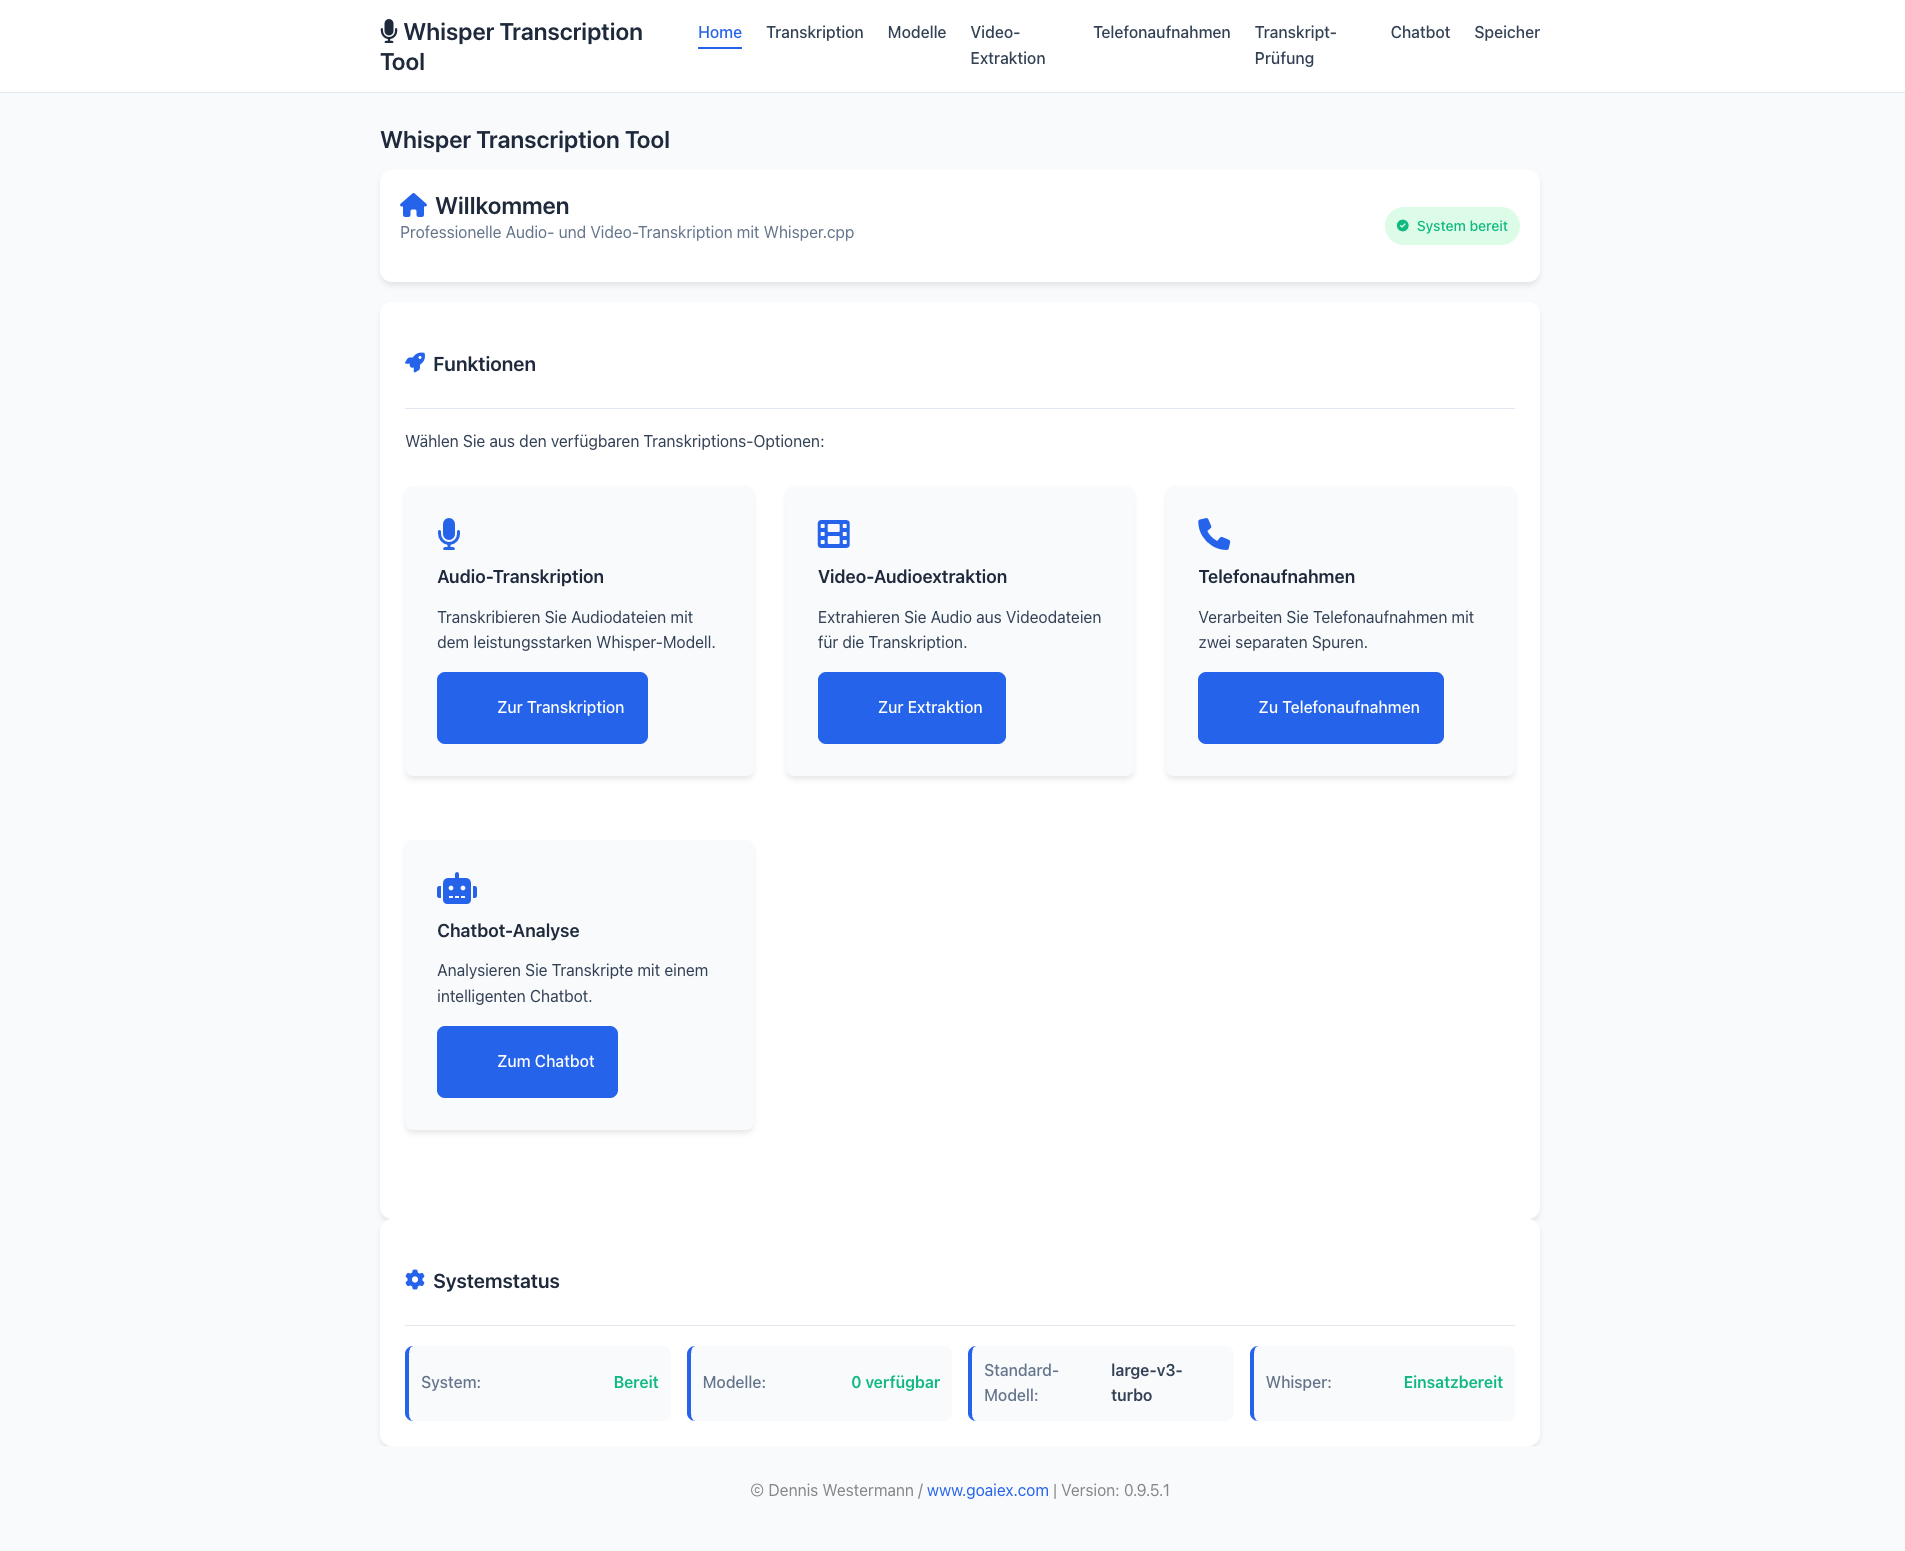 Whisper Transcription
Tool
Home
Transkription
Modelle
Video-
Extraktion
Telefonaufnahmen
Transkript-
Prüfung
Chatbot
Speicher
Whisper Transcription Tool
Willkommen
Professionelle Audio- und Video-Transkription mit Whisper.cpp
System bereit
Funktionen
Wählen Sie aus den verfügbaren Transkriptions-Optionen:
Audio-Transkription
Transkribieren Sie Audiodateien mit
dem leistungsstarken Whisper-Modell.
Zur Transkription
Video-Audioextraktion
Extrahieren Sie Audio aus Videodateien
für die Transkription.
Zur Extraktion
Telefonaufnahmen
Verarbeiten Sie Telefonaufnahmen mit
zwei separaten Spuren.
Zu Telefonaufnahmen
Chatbot-Analyse
Analysieren Sie Transkripte mit einem
intelligenten Chatbot.
Zum Chatbot
Systemstatus
System: Bereit
Modelle: 0 verfügbar
Standard-
Modell:
large-v3-
turbo
Whisper: Einsatzbereit
© Dennis Westermann / www.goaiex.com | Version: 0.9.5.1